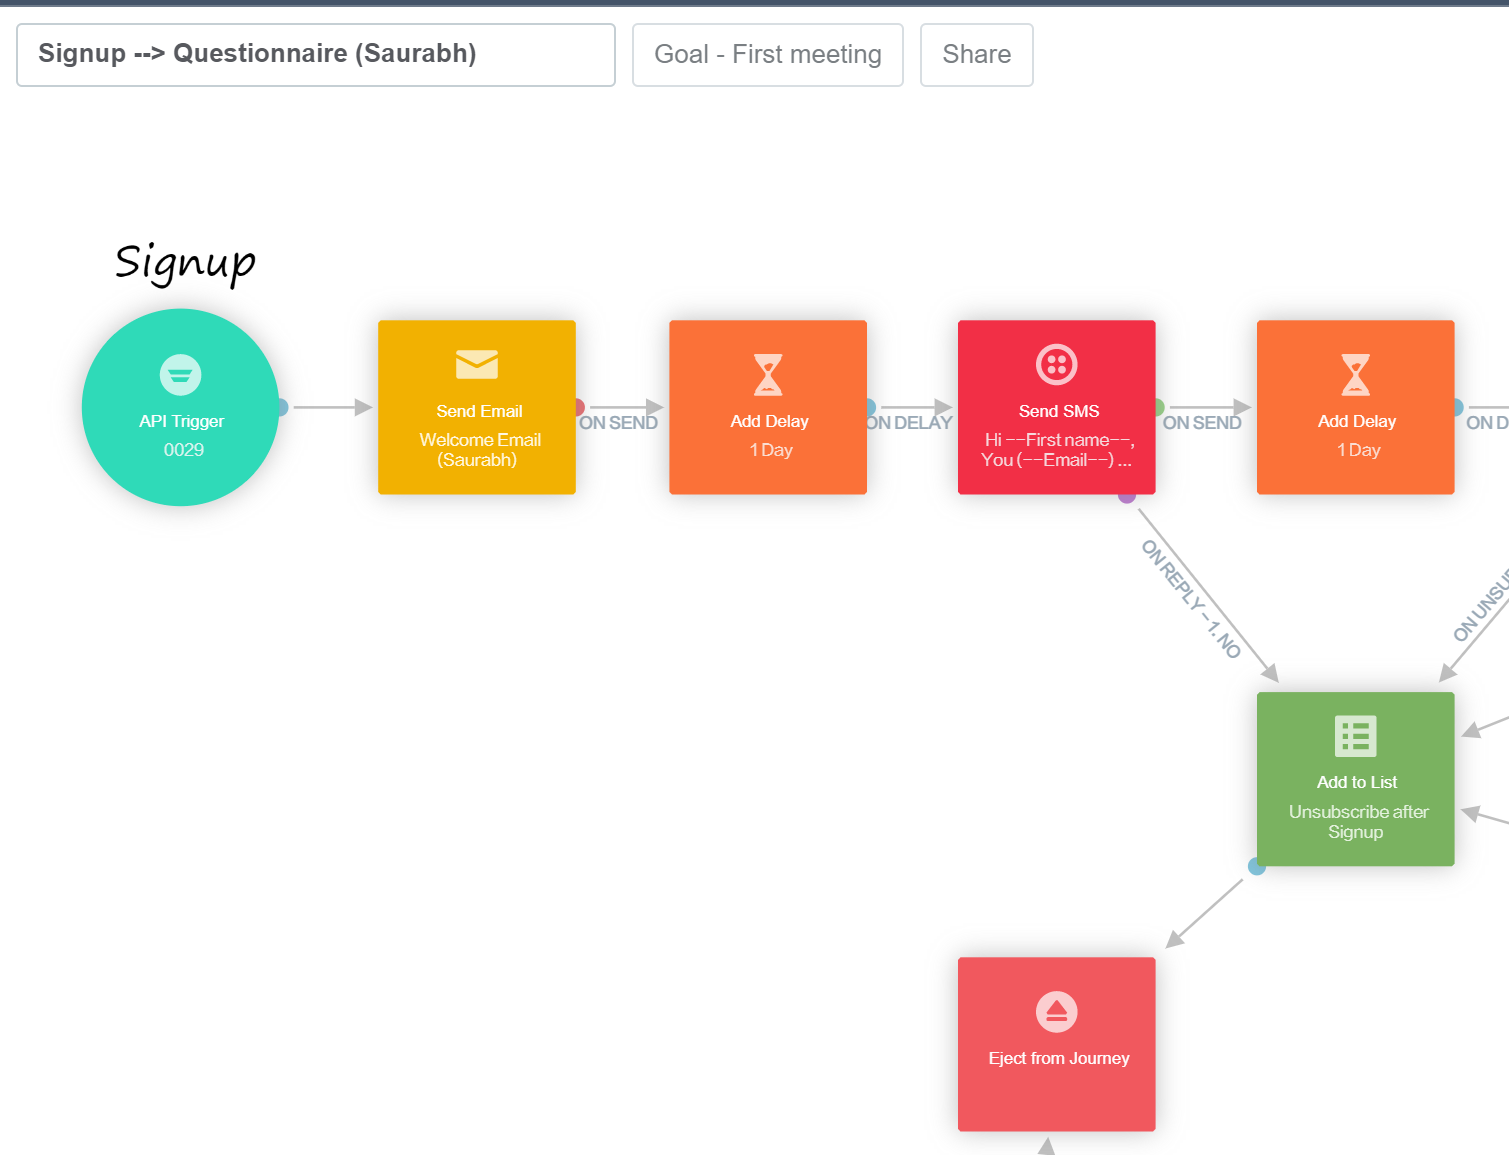 Signup --> Questionnaire (Saurabh)
Goal - First meeting
Share
Signup
API Trigger
0029
Send Email
Welcome Email
(Saurabh)
ON SEND
Add Delay
1 Day
ON DELAY
Send SMS
Hi --First name--,
You (--Email--) ...
ON SEND
Add Delay
1 Day
ON D
ON REPLY - 1. NO
ON UNSU
Add to List
Unsubscribe after
Signup
Eject from Journey